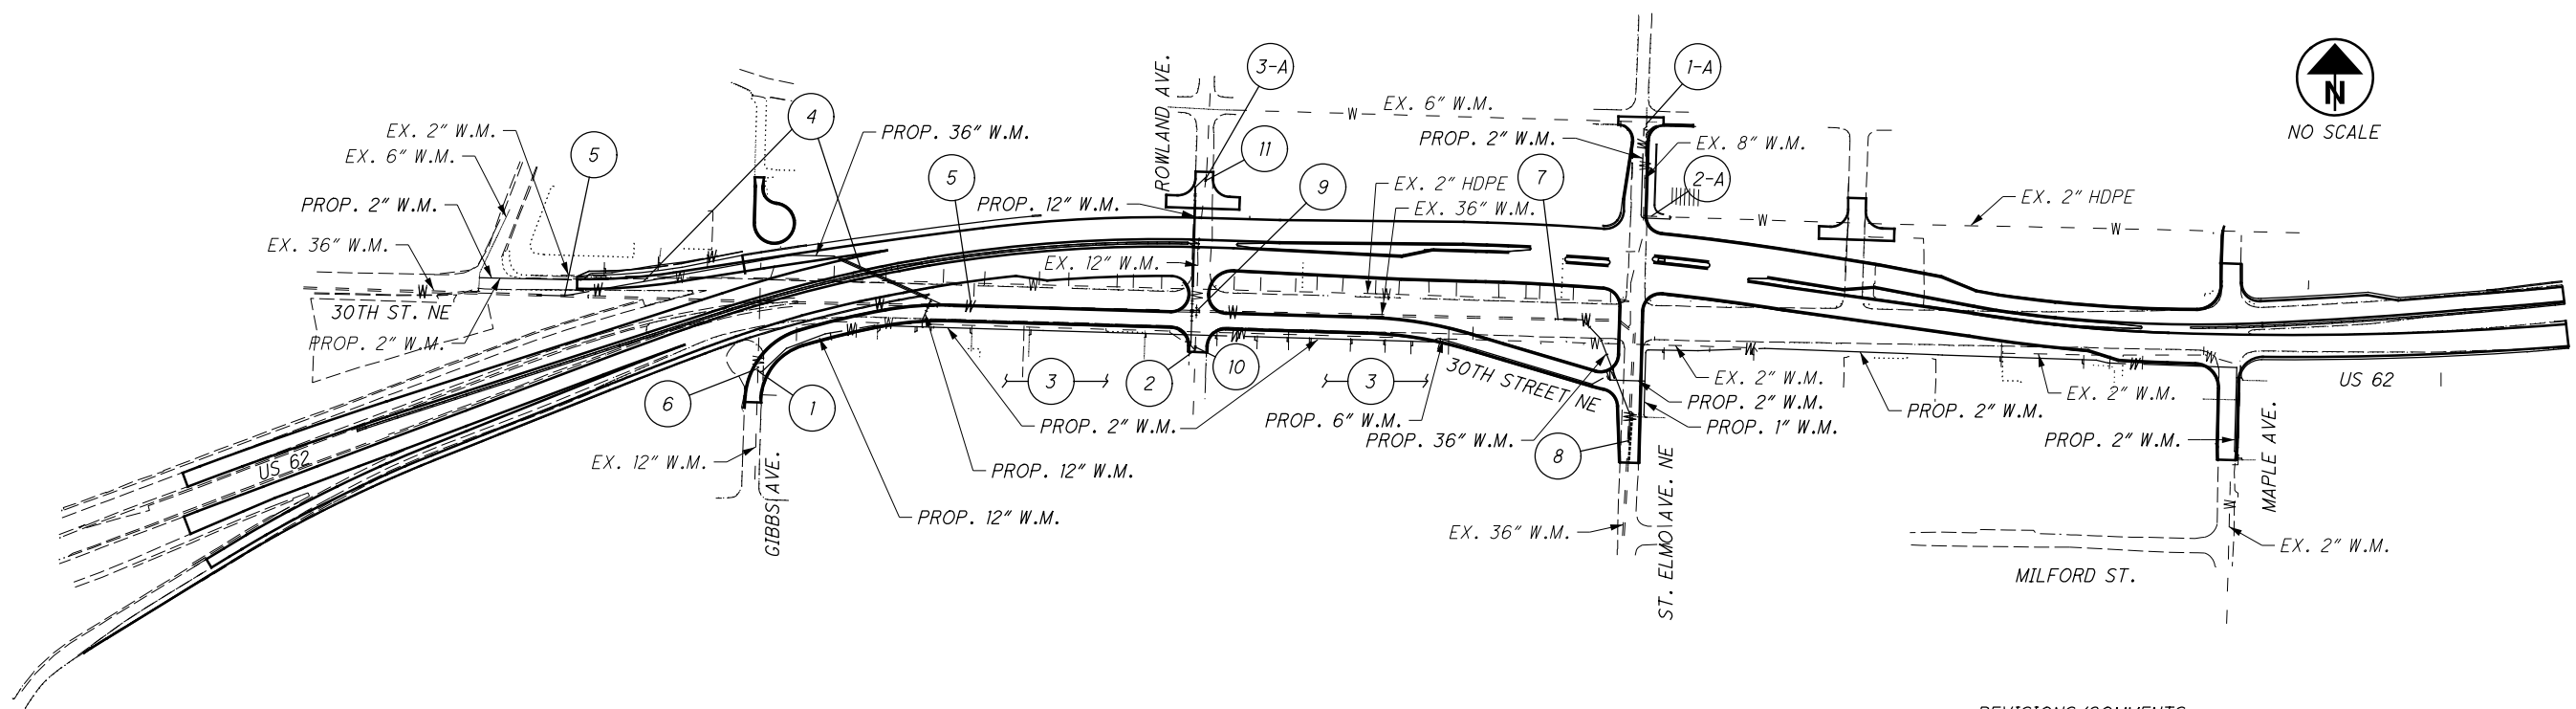 ROWLAND AVE.
3-A
1-A
N
NO SCALE
EX. 6" W.M.
EX. 2" W.M.
4
PROP. 36" W.M.
PROP. 2" W.M.
EX. 8" W.M.
EX. 6" W.M.
5
5
11
9
7
2-A
EX. 2" HDPE
EX. 2" HDPE
PROP. 2" W.M.
PROP. 12" W.M.
EX. 36" W.M.
EX. 36" W.M.
EX. 12" W.M.
30TH ST. NE
PROP. 2" W.M.
6
1
3
2
10
3
30TH STREET NE
EX. 2" W.M.
EX. 2" W.M.
US 62
PROP. 2" W.M.
PROP. 2" W.M.
PROP. 6" W.M.
PROP. 36" W.M.
PROP. 1" W.M.
PROP. 2" W.M.
PROP. 2" W.M.
MAPLE AVE.
US 62
EX. 12" W.M.
GIBBS AVE.
PROP. 12" W.M.
8
PROP. 12" W.M.
EX. 36" W.M.
ST. ELMO AVE. NE
EX. 2" W.M.
MILFORD ST.